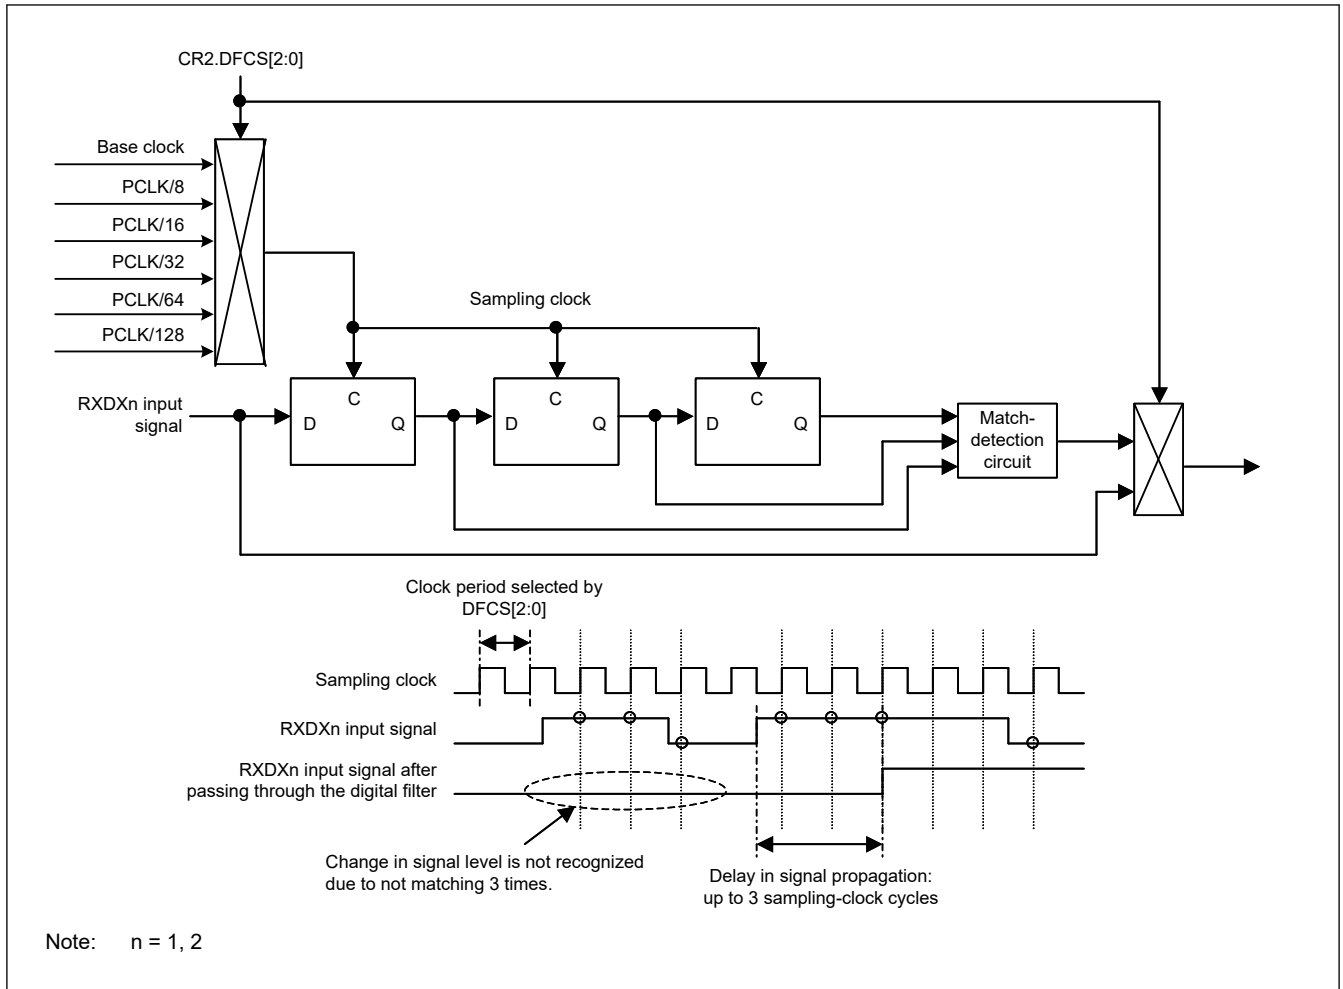 CR2.DFCS[2:0]
Base clock
PCLK/8
PCLK/16
PCLK/32
PCLK/64
PCLK/128
Sampling clock
RXDXn input
signal
D
C
Q
D
C
Q
D
C
Q
Match-
detection
circuit
Clock period selected by
DFCS[2:0]
Sampling clock
RXDXn input signal
RXDXn input signal after
passing through the digital filter
Change in signal level is not recognized
due to not matching 3 times.
Delay in signal propagation:
up to 3 sampling-clock cycles
Note: n = 1, 2